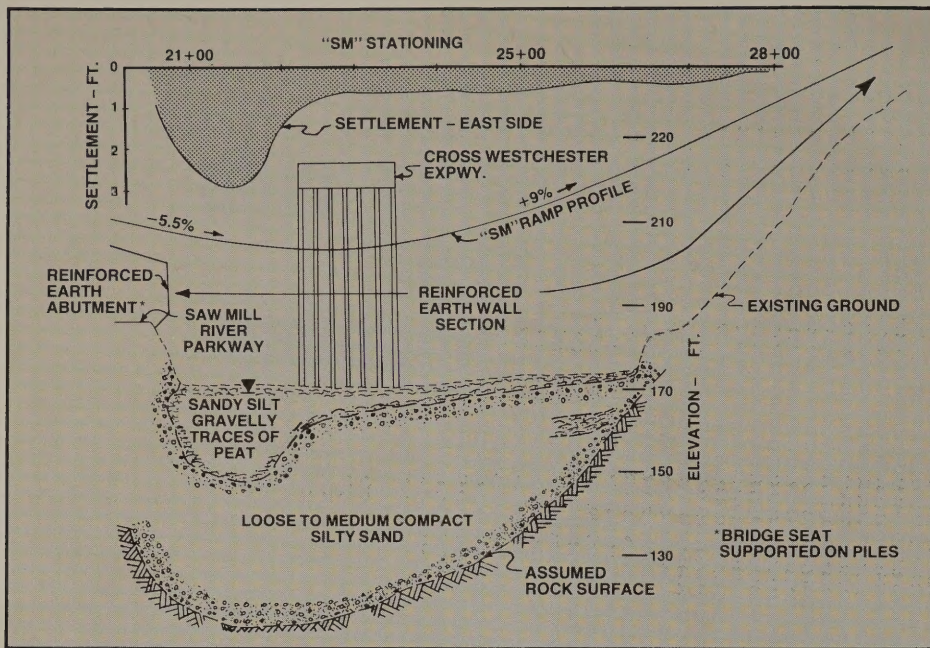 "SM" STATIONING
21+00
25+00
28+00
SETTLEMENT – FT.
0
1
2
3
SETTLEMENT – EAST SIDE
CROSS WESTCHESTER
EXPWY.
220
–5.5%
+9%
"SM" RAMP PROFILE
210
REINFORCED
EARTH
ABUTMENT*
SAW MILL
RIVER
PARKWAY
REINFORCED
EARTH WALL
SECTION
190
EXISTING GROUND
ELEVATION – FT.
170
SANDY SILT
GRAVELLY
TRACES OF
PEAT
150
LOOSE TO MEDIUM COMPACT
SILTY SAND
130
ASSUMED
ROCK SURFACE
*BRIDGE SEAT
SUPPORTED ON PILES